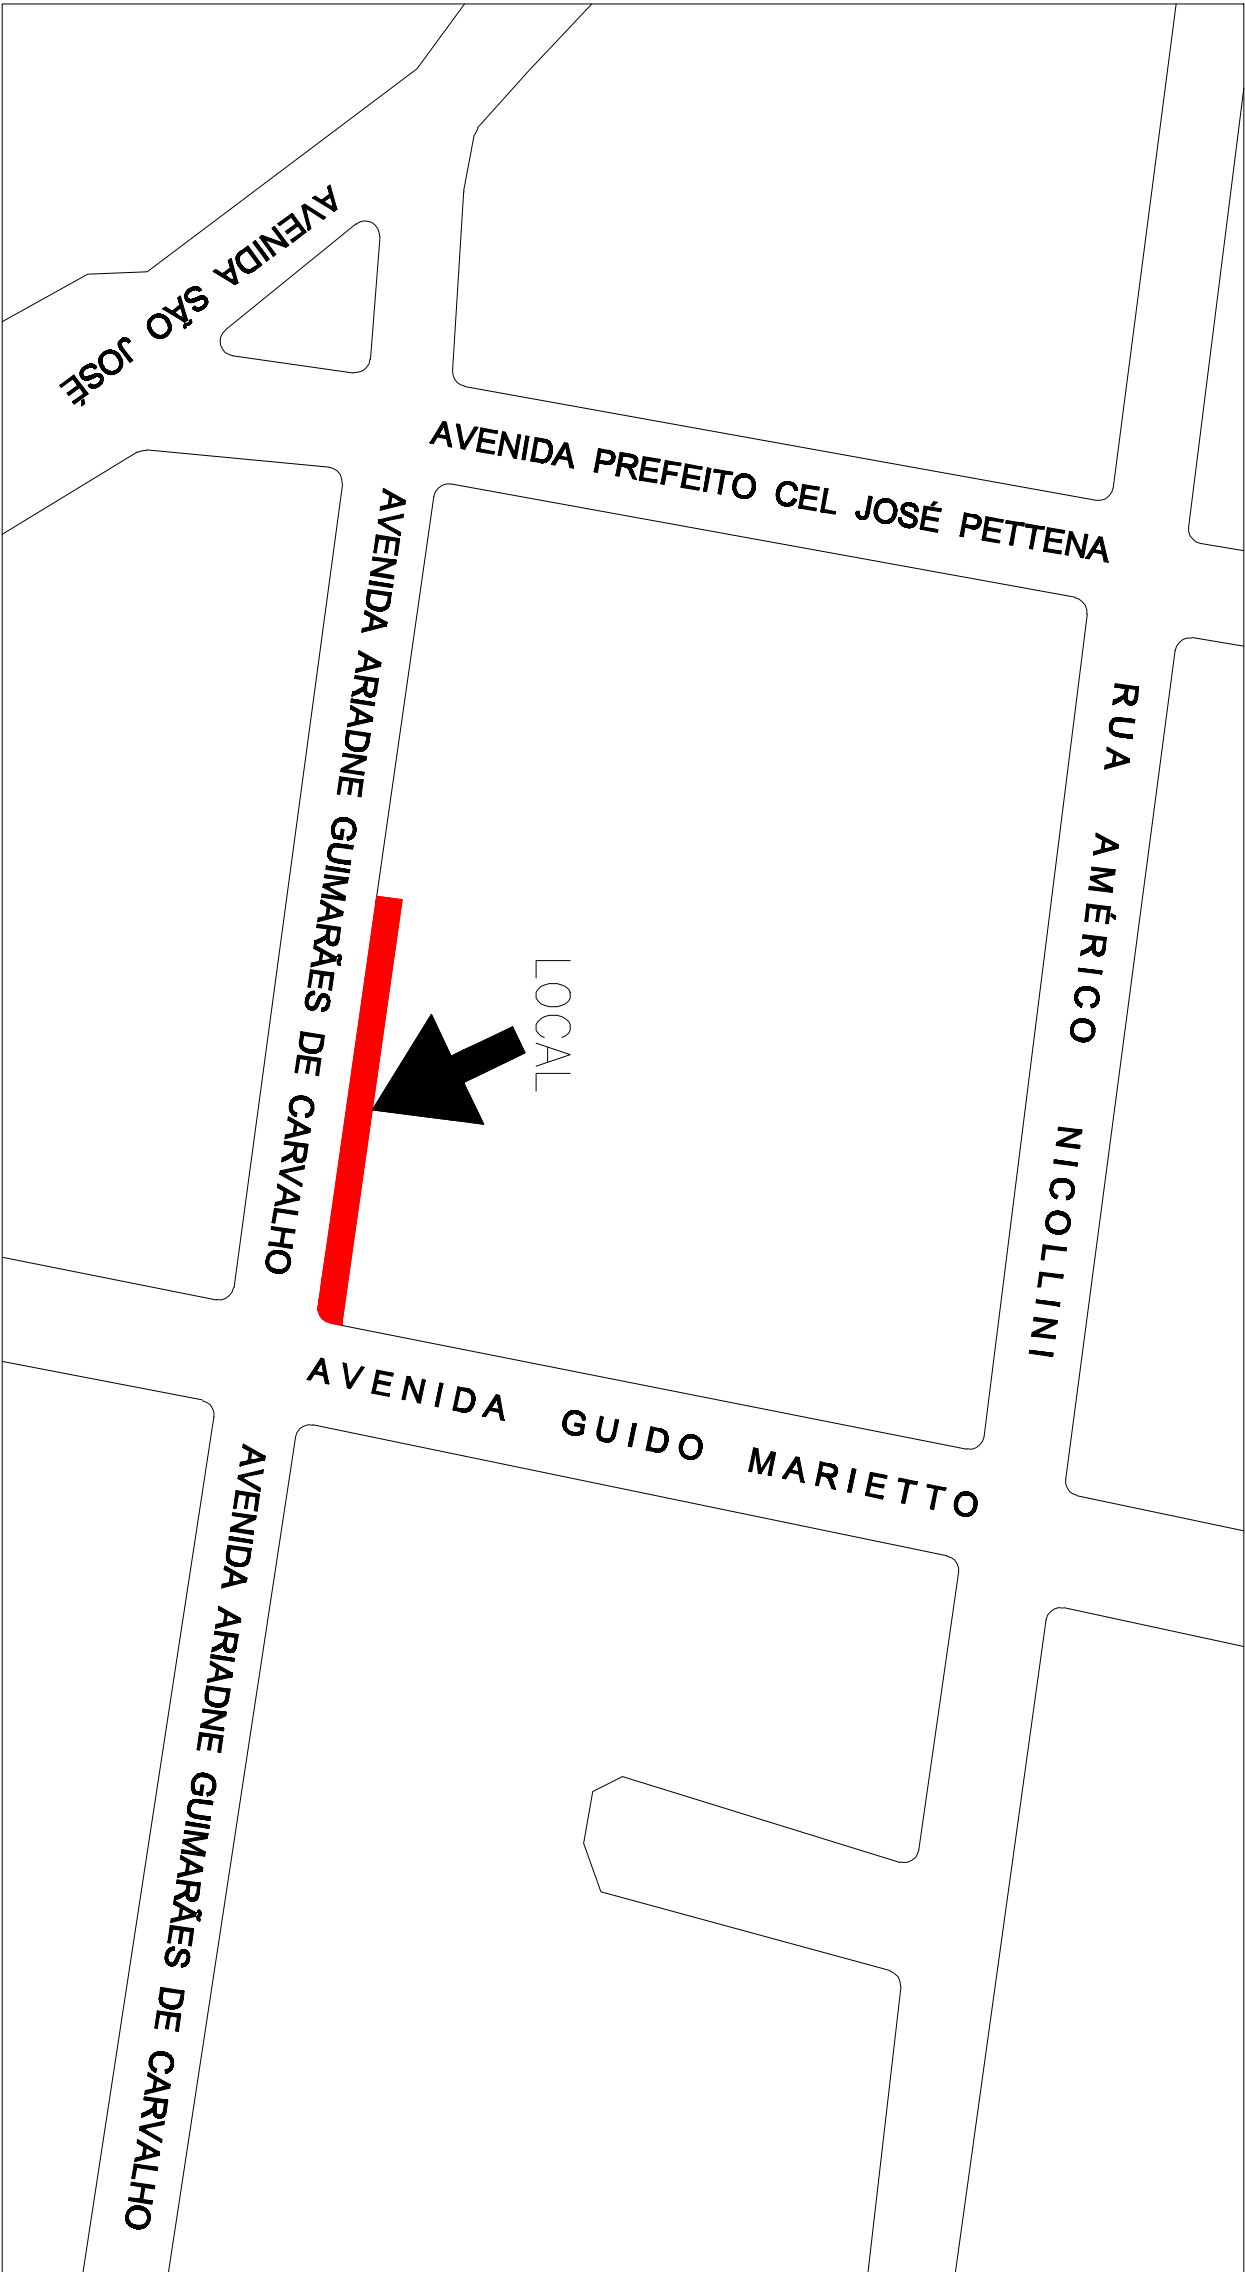 AVENIDA SÃO JOSÉ
AVENIDA PREFEITO CEL JOSÉ PETTENA
AVENIDA ARIADNE GUIMARÃES DE CARVALHO
RUA AMÉRICO NICOLLINI
LOCAL
AVENIDA GUIDO MARIETTO
AVENIDA ARIADNE GUIMARÃES DE CARVALHO